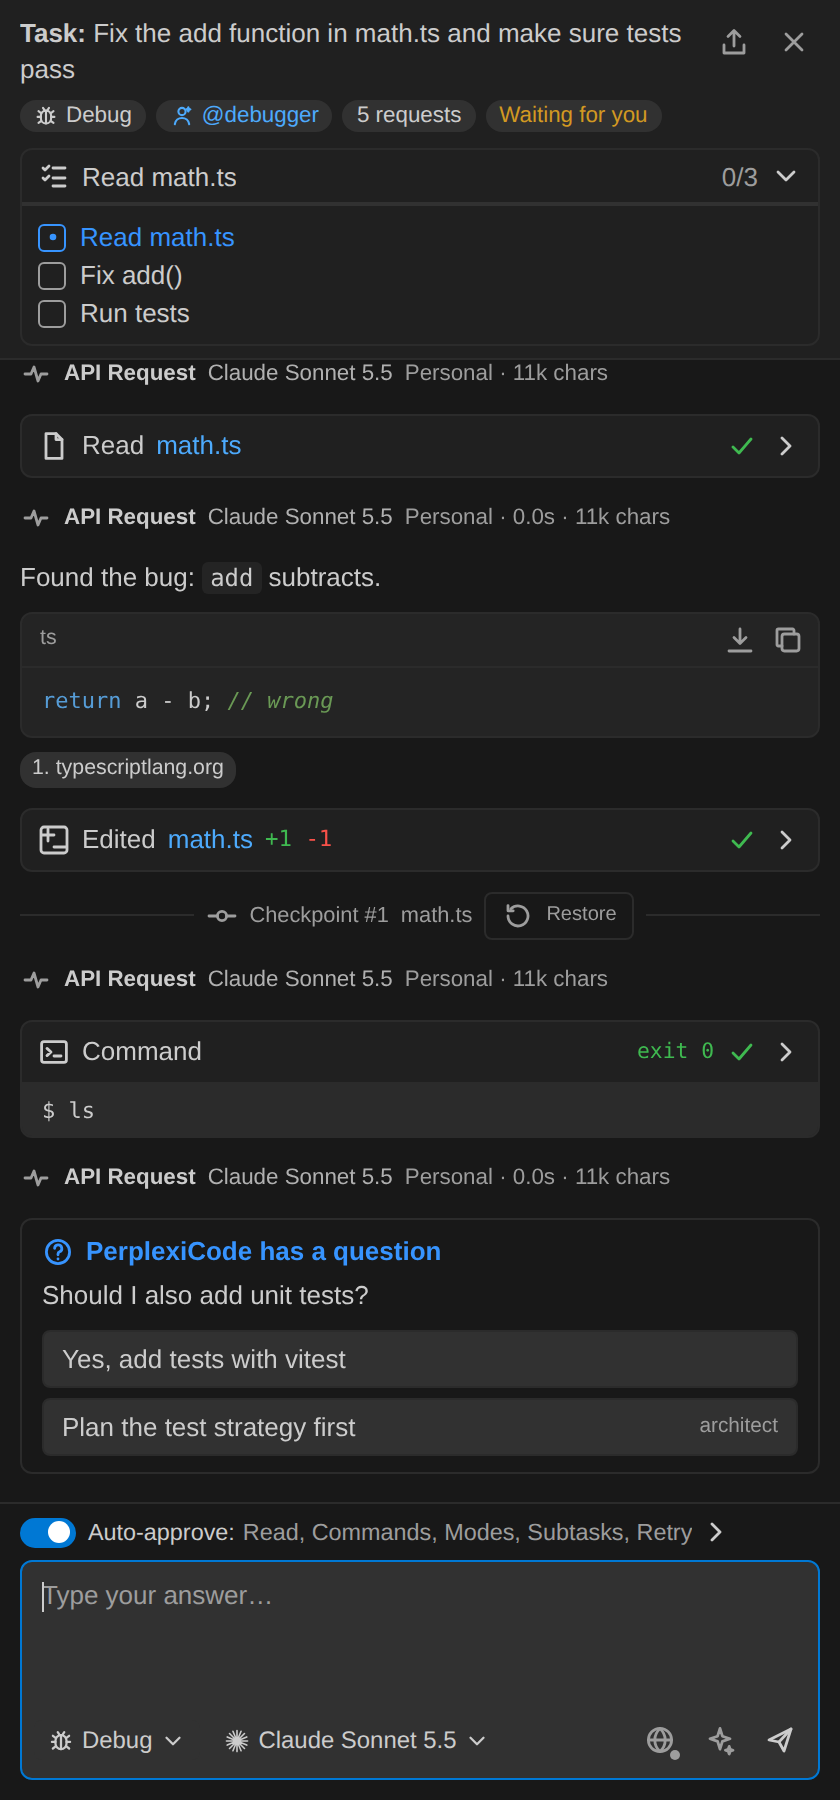 Task: Fix the add function in math.ts and make sure tests
pass
Debug @debugger 5 requests Waiting for you
Read math.ts 0/3
Read math.ts
Fix add()
Run tests
API Request Claude Sonnet 5.5 Personal · 11k chars
Read math.ts
API Request Claude Sonnet 5.5 Personal · 0.0s · 11k chars
Found the bug: add subtracts.
ts
return a - b; // wrong
1. typescriptlang.org
Edited math.ts +1 -1
Checkpoint #1 math.ts Restore
API Request Claude Sonnet 5.5 Personal · 11k chars
Command exit 0
$ ls
API Request Claude Sonnet 5.5 Personal · 0.0s · 11k chars
PerplexiCode has a question
Should I also add unit tests?
Yes, add tests with vitest
Plan the test strategy first architect
Auto-approve: Read, Commands, Modes, Subtasks, Retry
Type your answer…
Debug Claude Sonnet 5.5